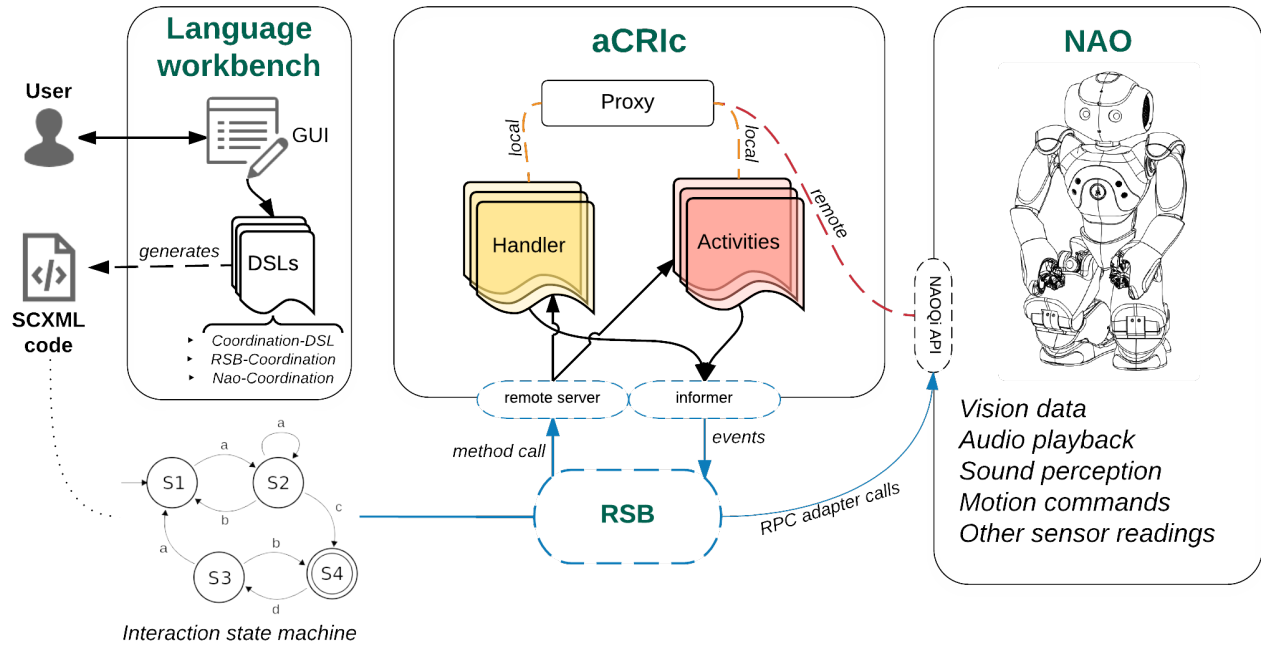 Language
workbench
User
GUI
generates
DSLs
SCXML
code
Coordination-DSL
RSB-Coordination
Nao-Coordination
aCRIc
Proxy
local
local
remote
Handler
Activities
remote server
informer
method call
events
RSB
RPC adapter calls
NAO
NAOQi API
Vision data
Audio playback
Sound perception
Motion commands
Other sensor readings
a
a
S1
S2
b
c
a
b
S3
S4
d
Interaction state machine